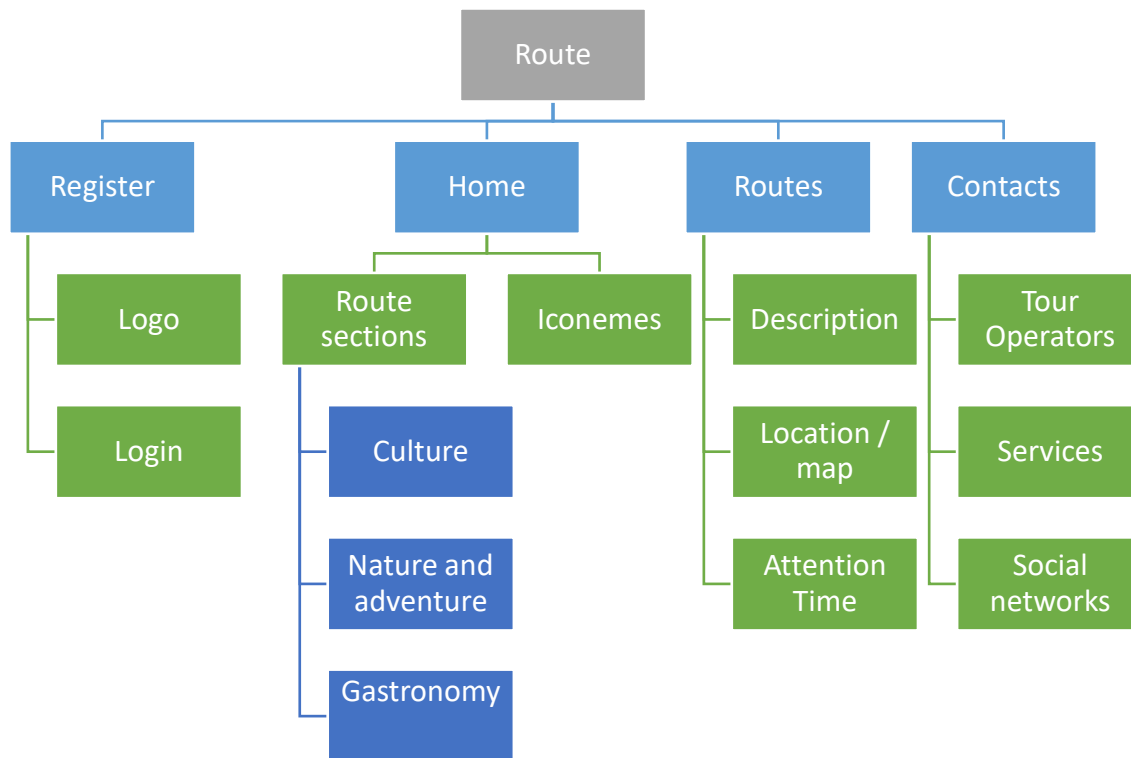 Route
Register
Home
Routes
Contacts
Logo
Route
sections
Iconemes
Description
Tour
Operators
Login
Culture
Location /
map
Services
Nature and
adventure
Attention
Time
Social
networks
Gastronomy